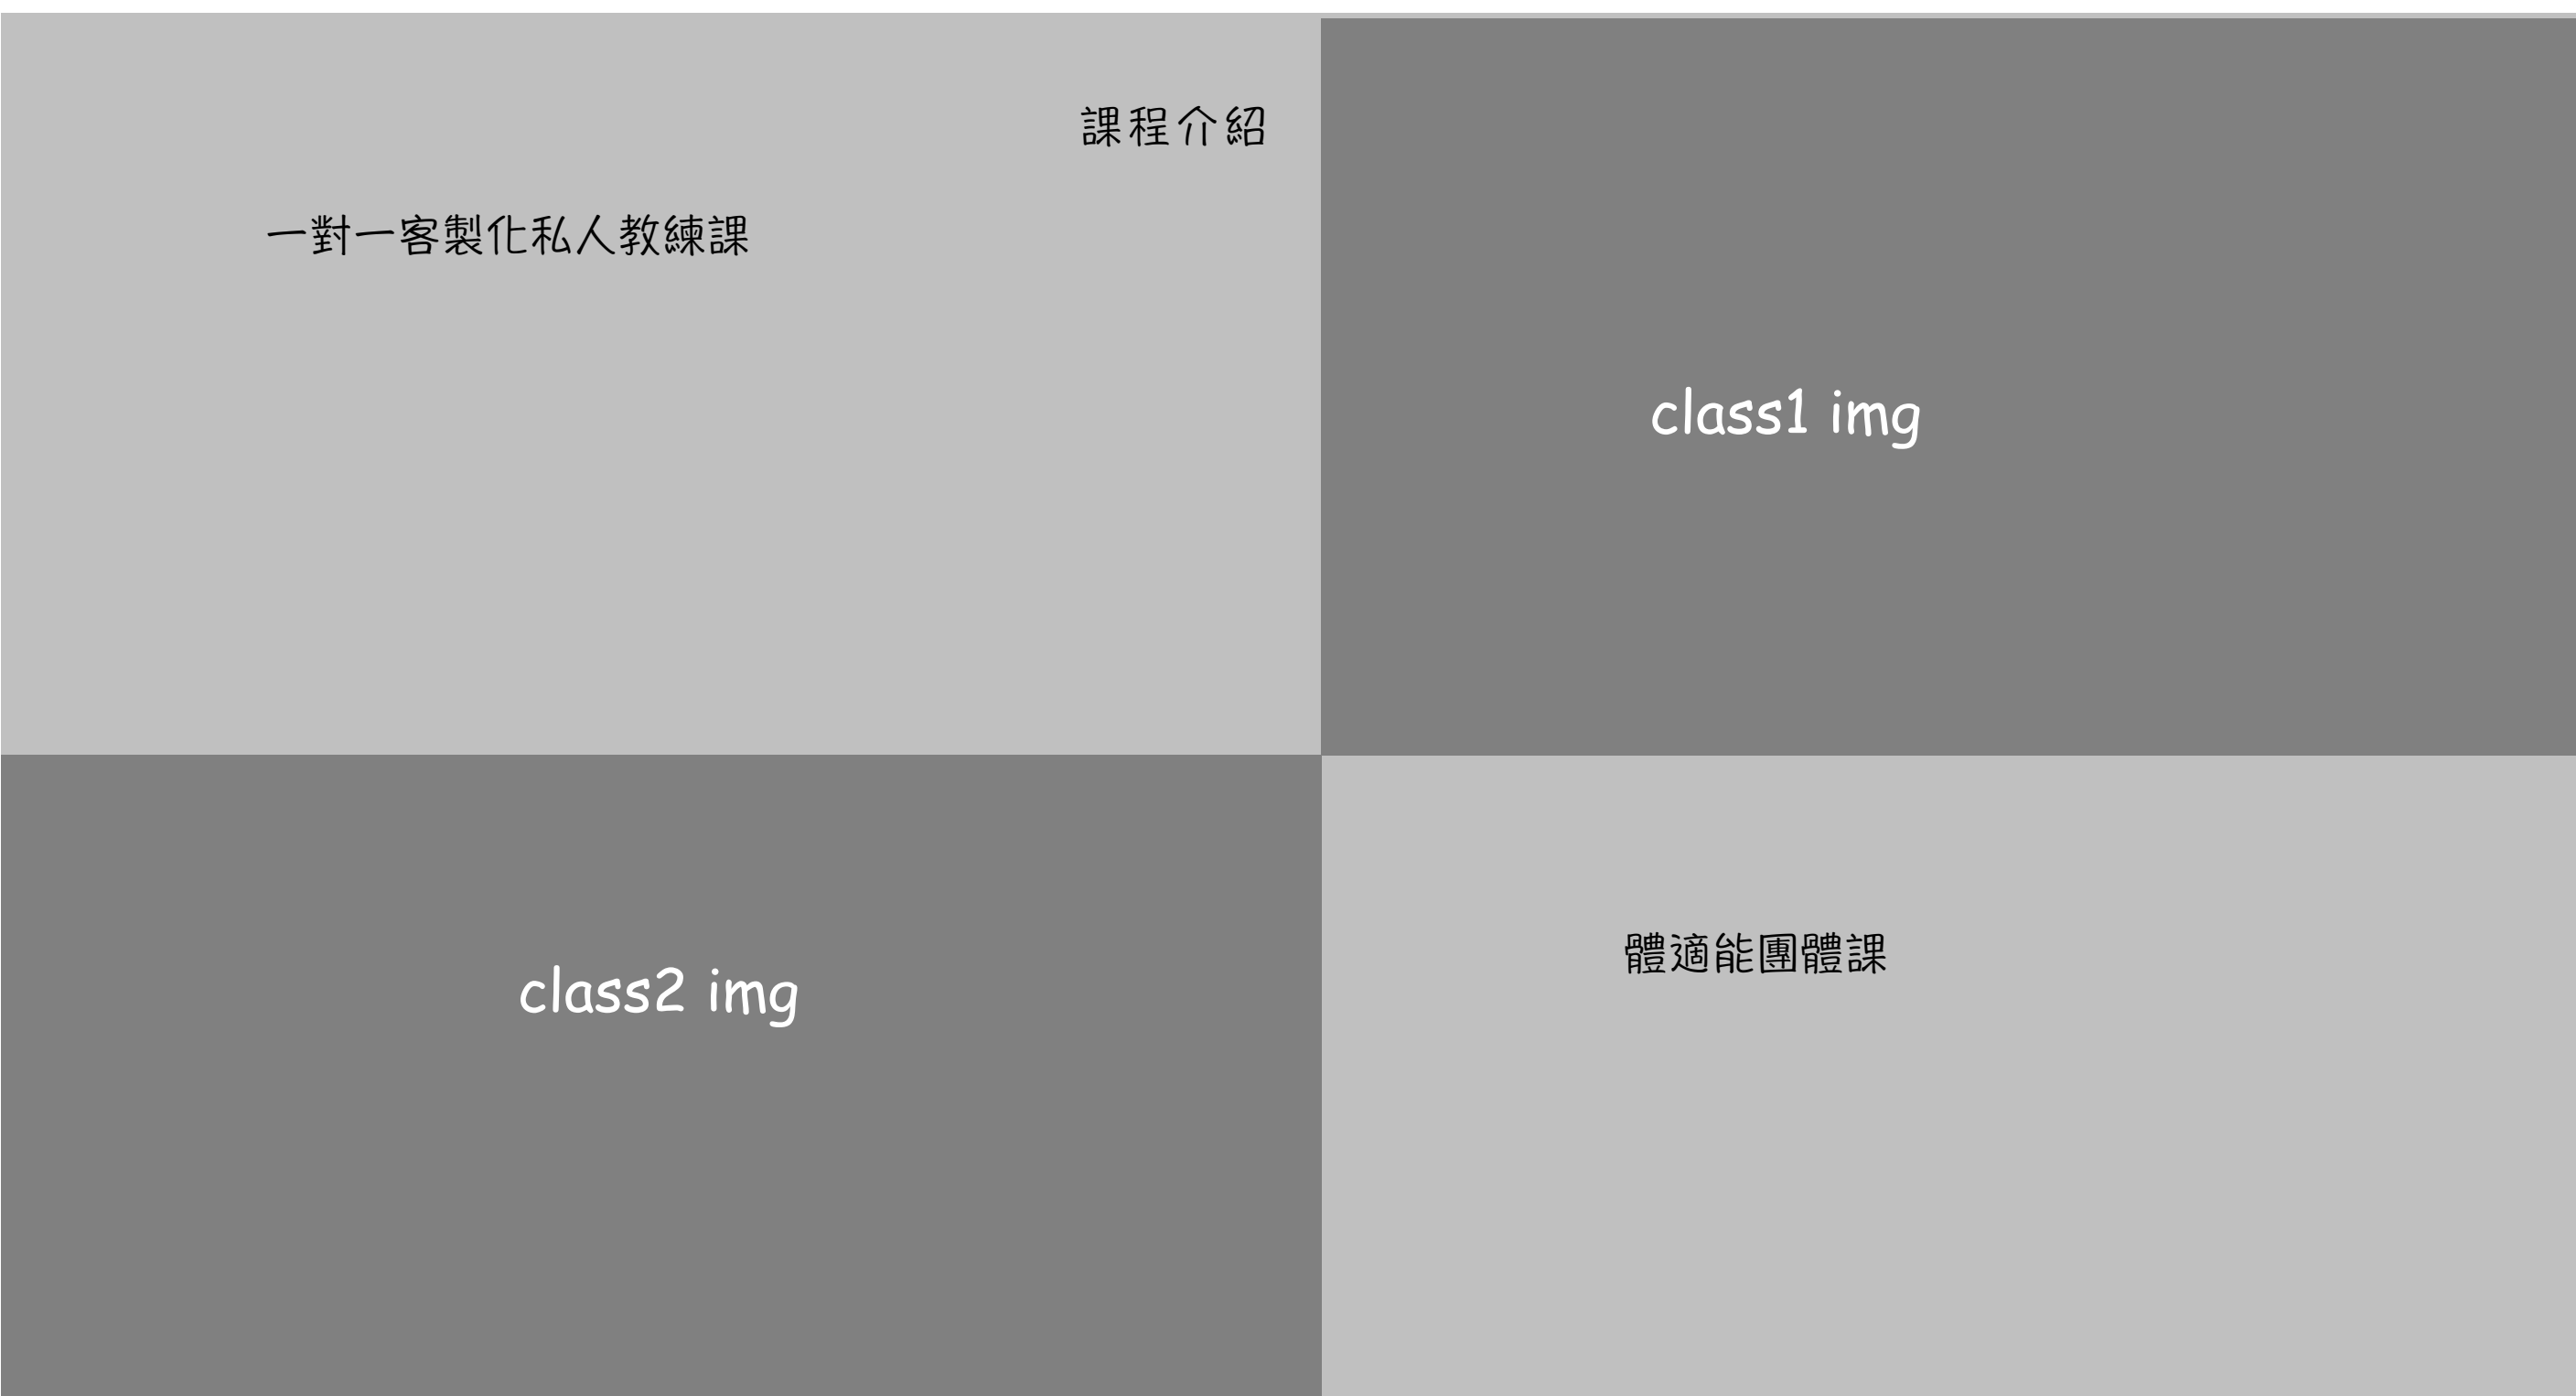 課程介紹
一對一客製化私人教練課
class1 img
class2 img
體適能團體課